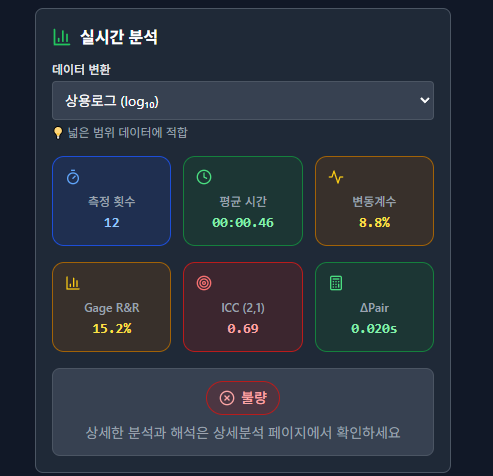 실시간 분석
데이터 변환
상용로그 (log₁₀)
💡 넓은 범위 데이터에 적합
측정 횟수
12
평균 시간
00:00.46
변동계수
8.8%
Gage R&R
15.2%
ICC (2,1)
0.69
ΔPair
0.020s
불량
상세한 분석과 해석은 상세분석 페이지에서 확인하세요